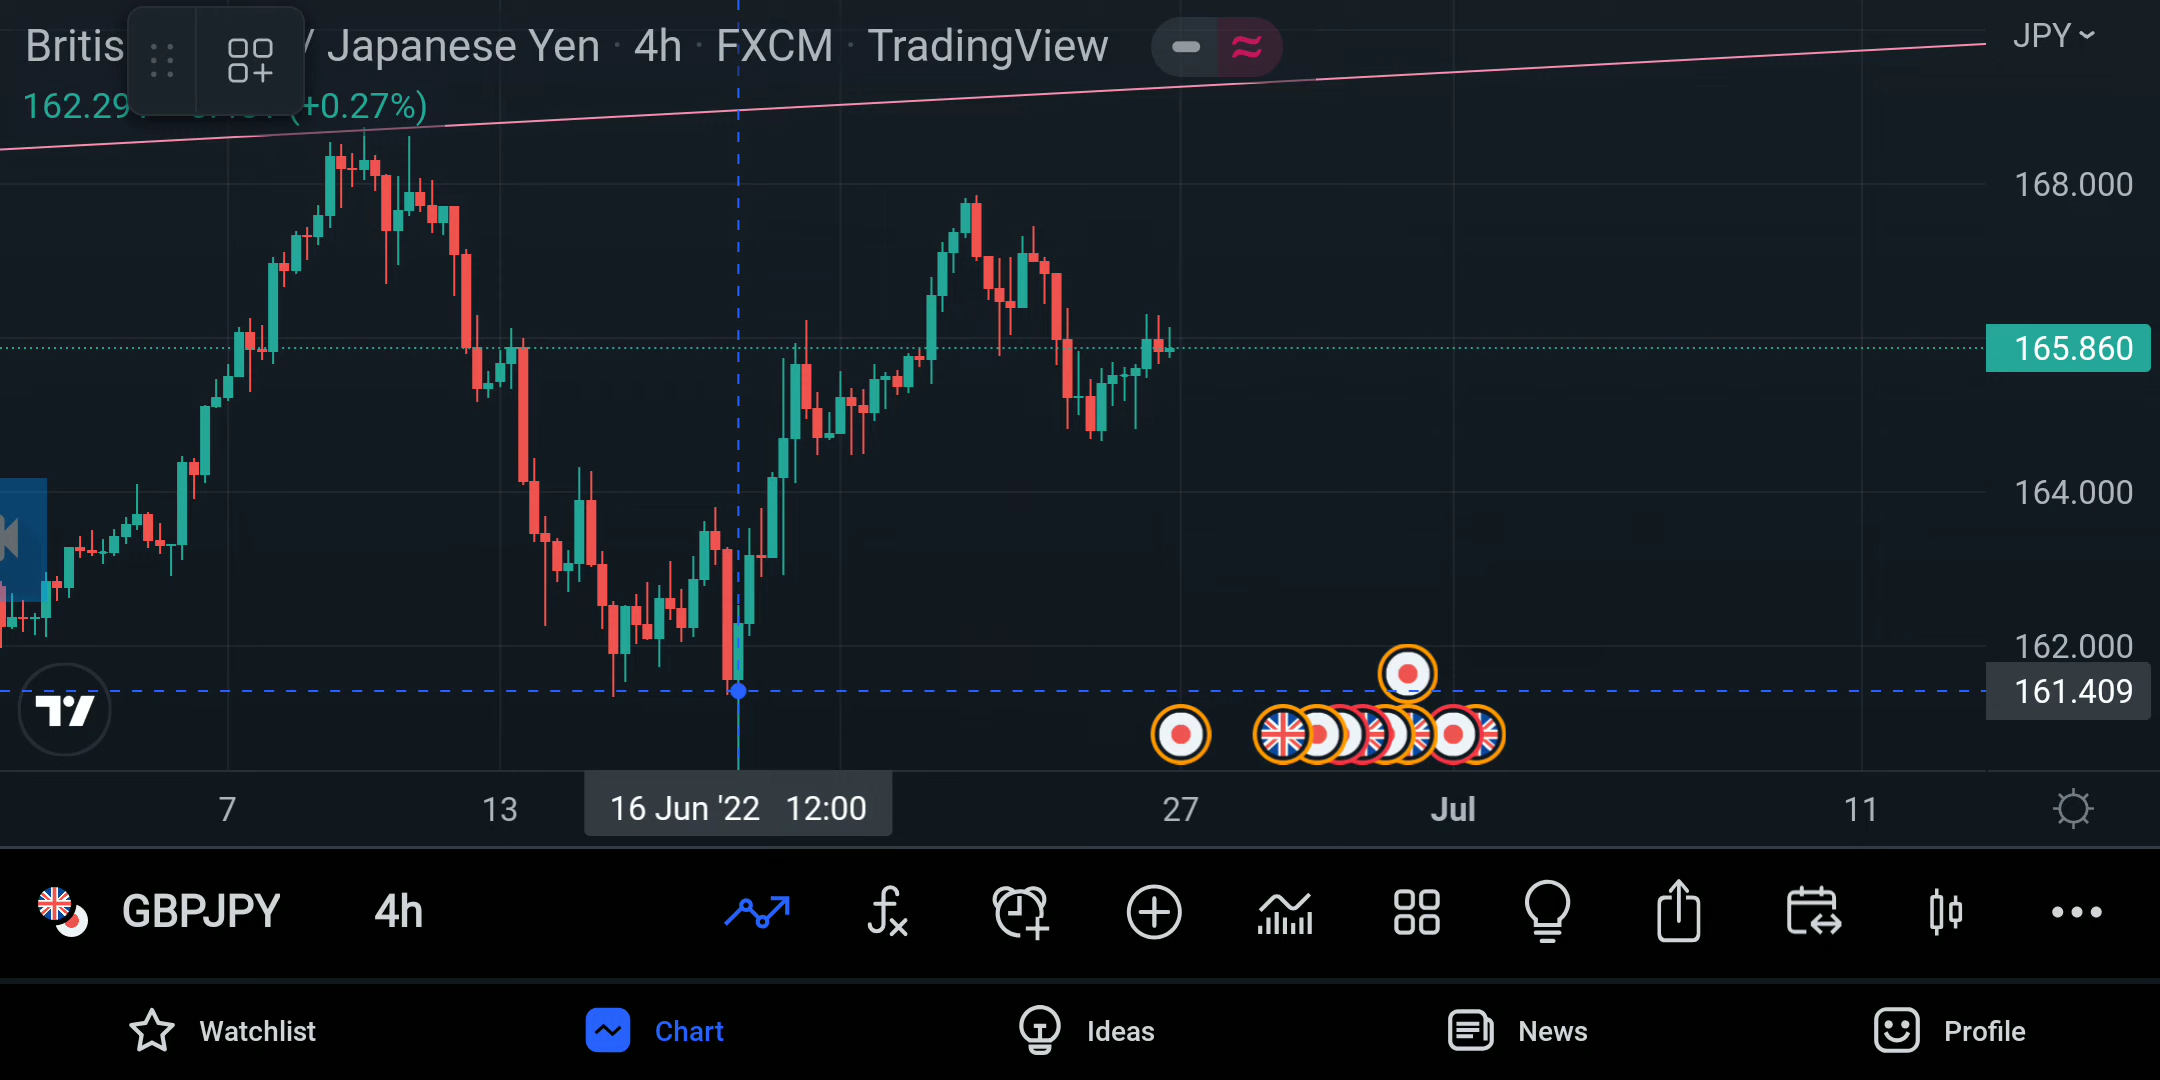 Britis / Japanese Yen · 4h · FXCM · TradingView
JPY
162.29 (+0.27%)
168.000
165.860
164.000
162.000
161.409
7 13 16 Jun '22 12:00 27 Jul 11
GBPJPY 4h
Watchlist Chart Ideas News Profile